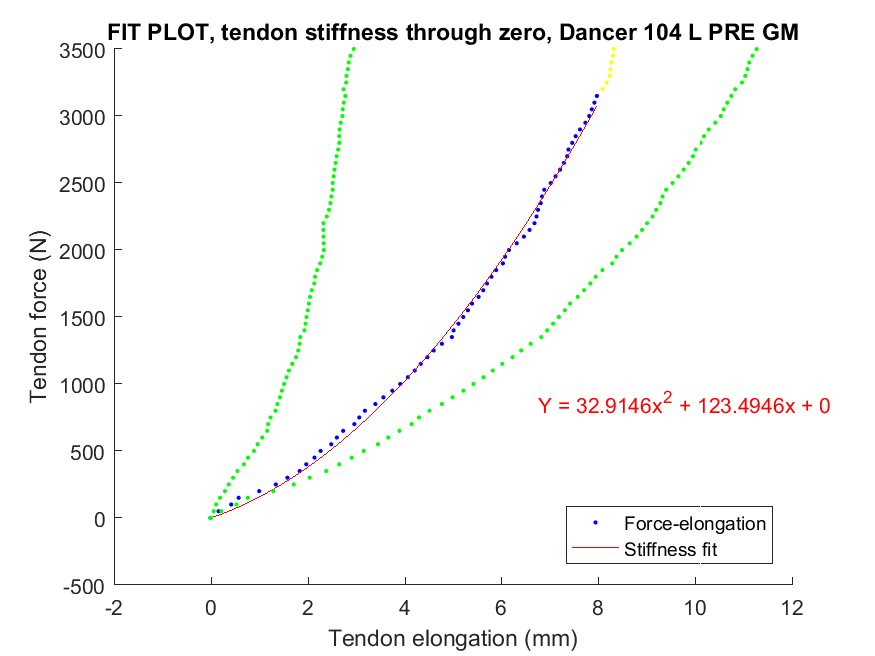 FIT PLOT, tendon stiffness through zero, Dancer 104 L PRE GM
3500
3000
2500
2000
1500
1000
500
0
-500
Tendon force (N)
Y = 32.9146x² + 123.4946x + 0
Force-elongation
Stiffness fit
-2 0 2 4 6 8 10 12
Tendon elongation (mm)